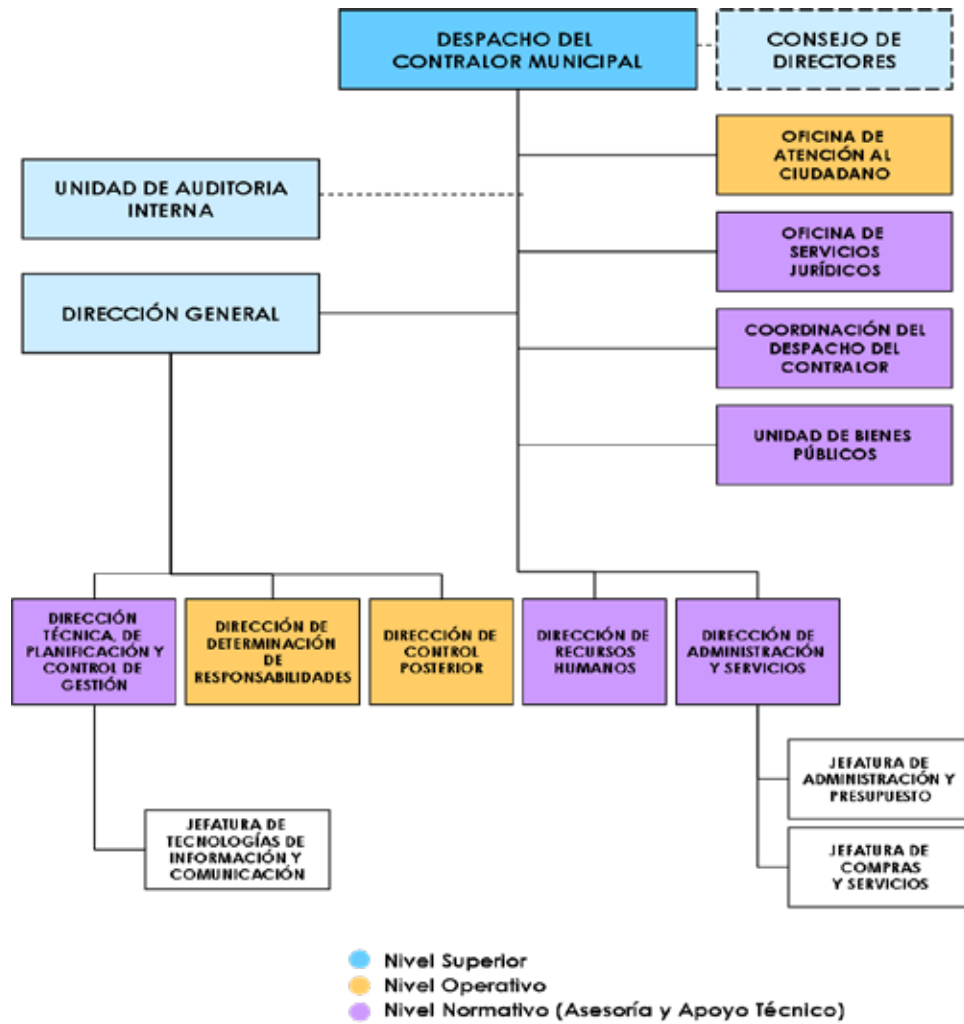 DESPACHO DEL
CONTRALOR MUNICIPAL
CONSEJO DE
DIRECTORES
OFICINA DE
ATENCIÓN AL
CIUDADANO
UNIDAD DE AUDITORIA
INTERNA
OFICINA DE
SERVICIOS
JURÍDICOS
DIRECCIÓN GENERAL
COORDINACIÓN DEL
DESPACHO DEL
CONTRALOR
UNIDAD DE BIENES
PÚBLICOS
DIRECCIÓN
TÉCNICA, DE
PLANIFICACIÓN Y
CONTROL DE
GESTIÓN
DIRECCIÓN DE
DETERMINACIÓN
DE
RESPONSABILIDADES
DIRECCIÓN DE
CONTROL
POSTERIOR
DIRECCIÓN DE
RECURSOS
HUMANOS
DIRECCIÓN DE
ADMINISTRACIÓN
Y SERVICIOS
JEFATURA DE
ADMINISTRACIÓN Y
PRESUPUESTO
JEFATURA DE
TECNOLOGÍAS DE
INFORMACIÓN Y
COMUNICACIÓN
JEFATURA DE
COMPRAS
Y SERVICIOS
Nivel Superior
Nivel Operativo
Nivel Normativo (Asesoría y Apoyo Técnico)